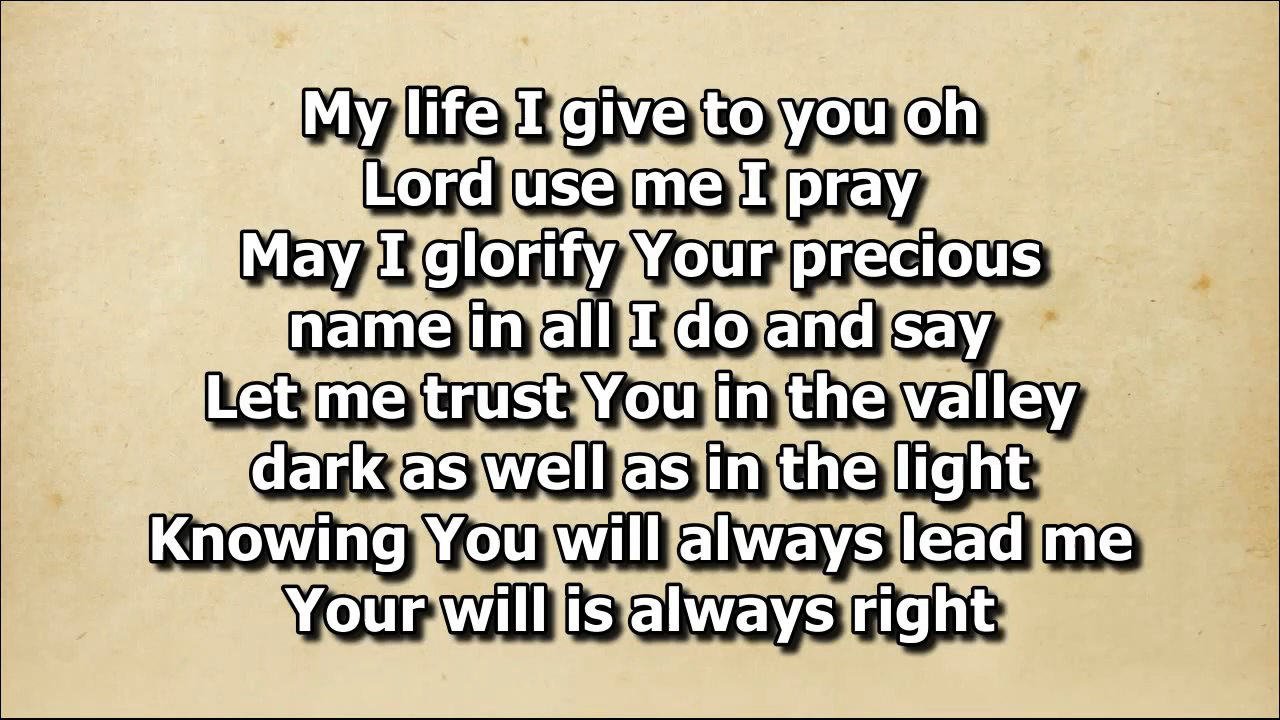 My life I give to you oh
Lord use me I pray
May I glorify Your precious
name in all I do and say
Let me trust You in the valley
dark as well as in the light
Knowing You will always lead me
Your will is always right